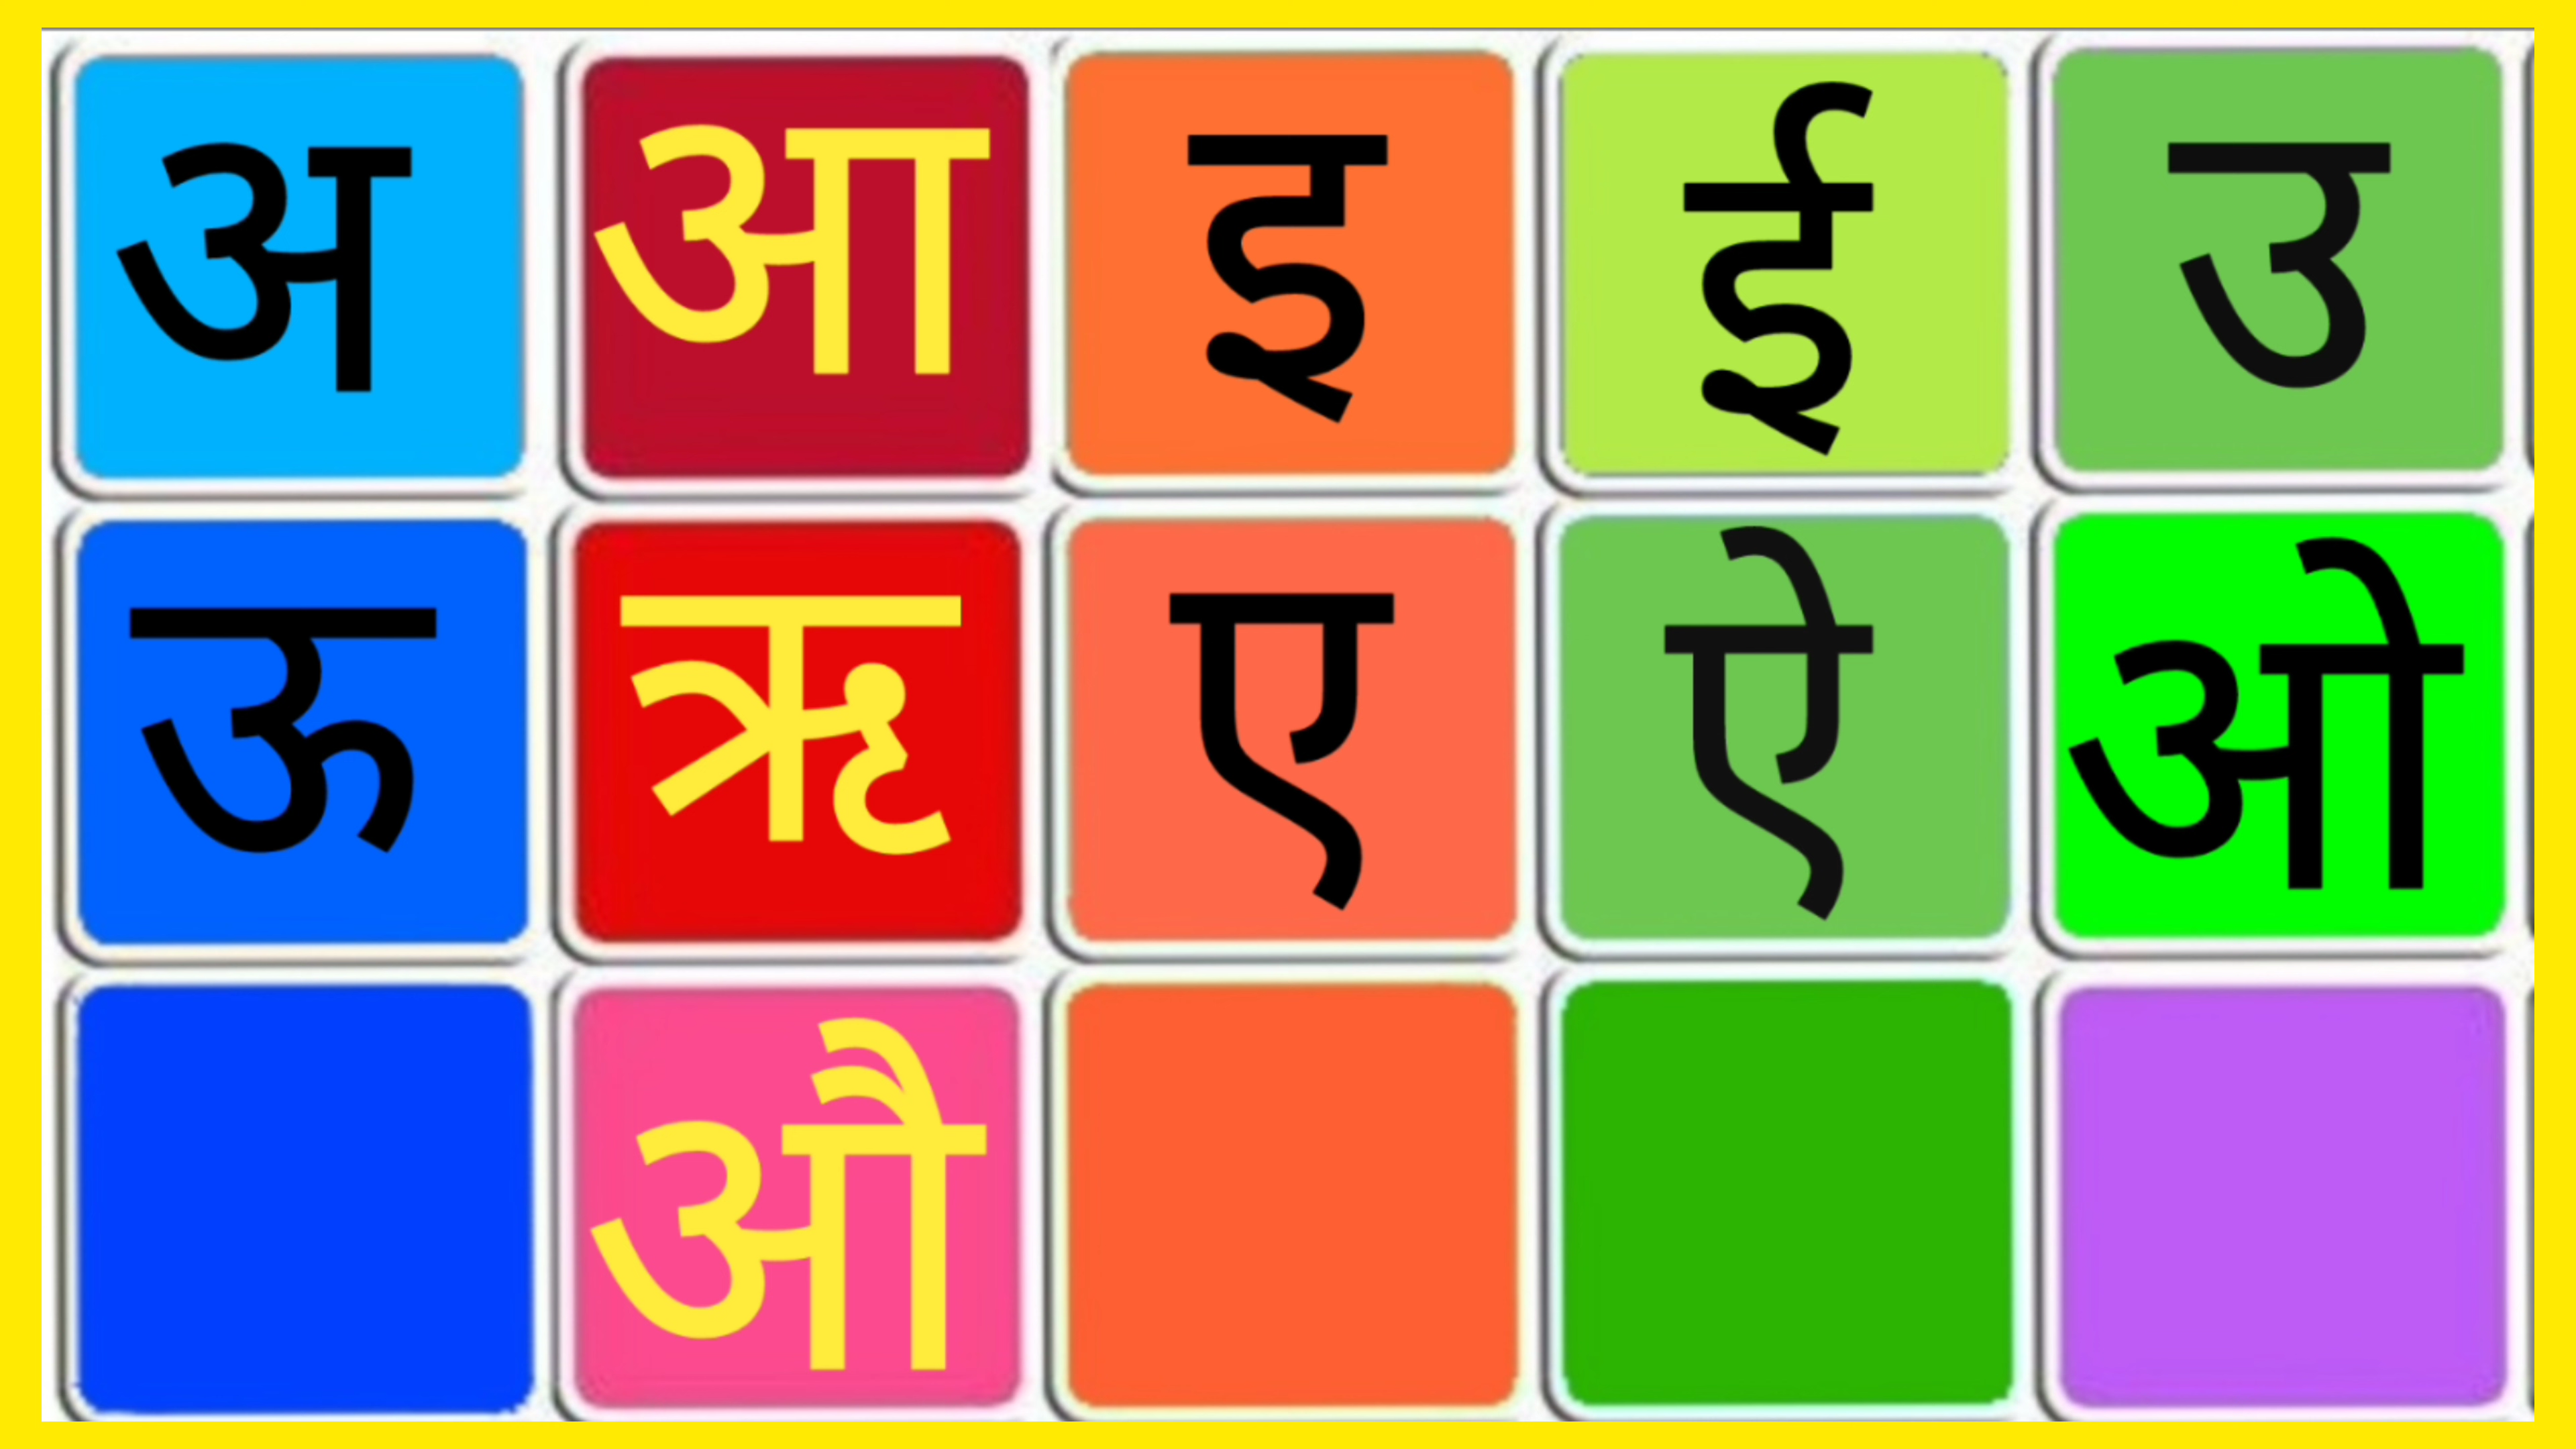 अ आ इ ई उ
ऊ ऋ ए ऐ ओ
औ